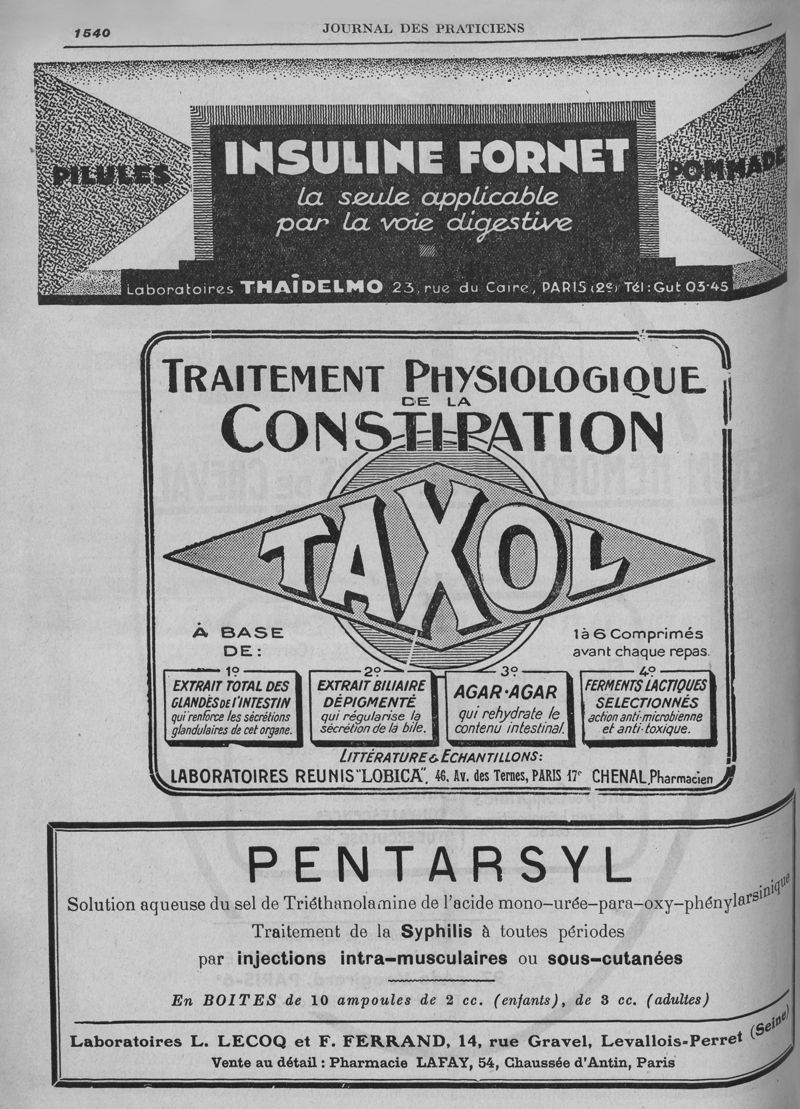 1540
JOURNAL DES PRATICIENS
PILULES
INSULINE FORNET
la seule applicable
par la voie digestive
POMMADE
Laboratoires THAÏDELMO 23, rue du Caire, PARIS (2e) Tél: Gut 03-45
TRAITEMENT PHYSIOLOGIQUE
DE LA
CONSTIPATION
TAXOL
À BASE
DE:
1à 6 Comprimés
avant chaque repas.
1º
EXTRAIT TOTAL DES
GLANDES DE L'INTESTIN
qui renforce les sécrétions
glandulaires de cet organe.
2º
EXTRAIT BILIAIRE
DÉPIGMENTÉ
qui régularise la
sécrétion de la bile.
3º
AGAR-AGAR
qui rehydrate le
contenu intestinal.
4º
FERMENTS LACTIQUES
SELECTIONNÉS
action anti-microbienne
et anti-toxique.
LITTÉRATURE & ECHANTILLONS:
LABORATOIRES REUNIS "LOBICA", 46, Av. des Ternes, PARIS 17e CHENAL, Pharmacien
PENTARSYL
Solution aqueuse du sel de Triéthanolamine de l'acide mono-urée-para-oxy-phénylarsinique
Traitement de la Syphilis à toutes périodes
par injections intra-musculaires ou sous-cutanées
En BOITES de 10 ampoules de 2 cc. (enfants), de 3 cc. (adultes)
Laboratoires L. LECOQ et F. FERRAND, 14, rue Gravel, Levallois-Perret (Seine)
Vente au détail : Pharmacie LAFAY, 54, Chaussée d'Antin, Paris